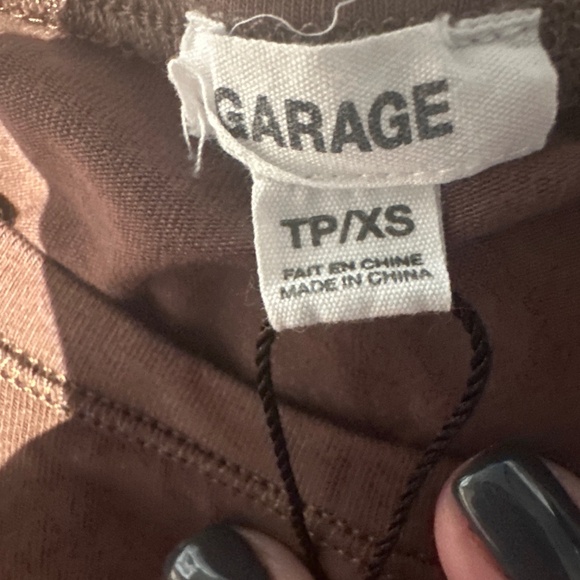 GARAGE
TP/XS
FAIT EN CHINE
MADE IN CHINA